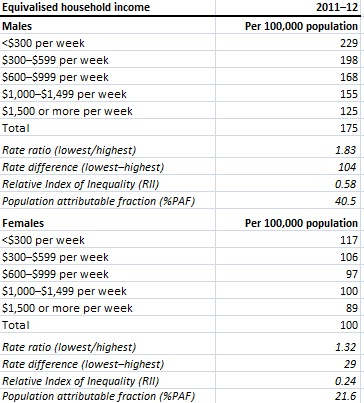 Equivalised household income 2011–12
Males Per 100,000 population
<$300 per week 229
$300–$599 per week 198
$600–$999 per week 168
$1,000–$1,499 per week 155
$1,500 or more per week 125
Total 175
Rate ratio (lowest/highest) 1.83
Rate difference (lowest–highest) 104
Relative Index of Inequality (RII) 0.58
Population attributable fraction (%PAF) 40.5
Females Per 100,000 population
<$300 per week 117
$300–$599 per week 106
$600–$999 per week 97
$1,000–$1,499 per week 100
$1,500 or more per week 89
Total 100
Rate ratio (lowest/highest) 1.32
Rate difference (lowest–highest) 29
Relative Index of Inequality (RII) 0.24
Population attributable fraction (%PAF) 21.6